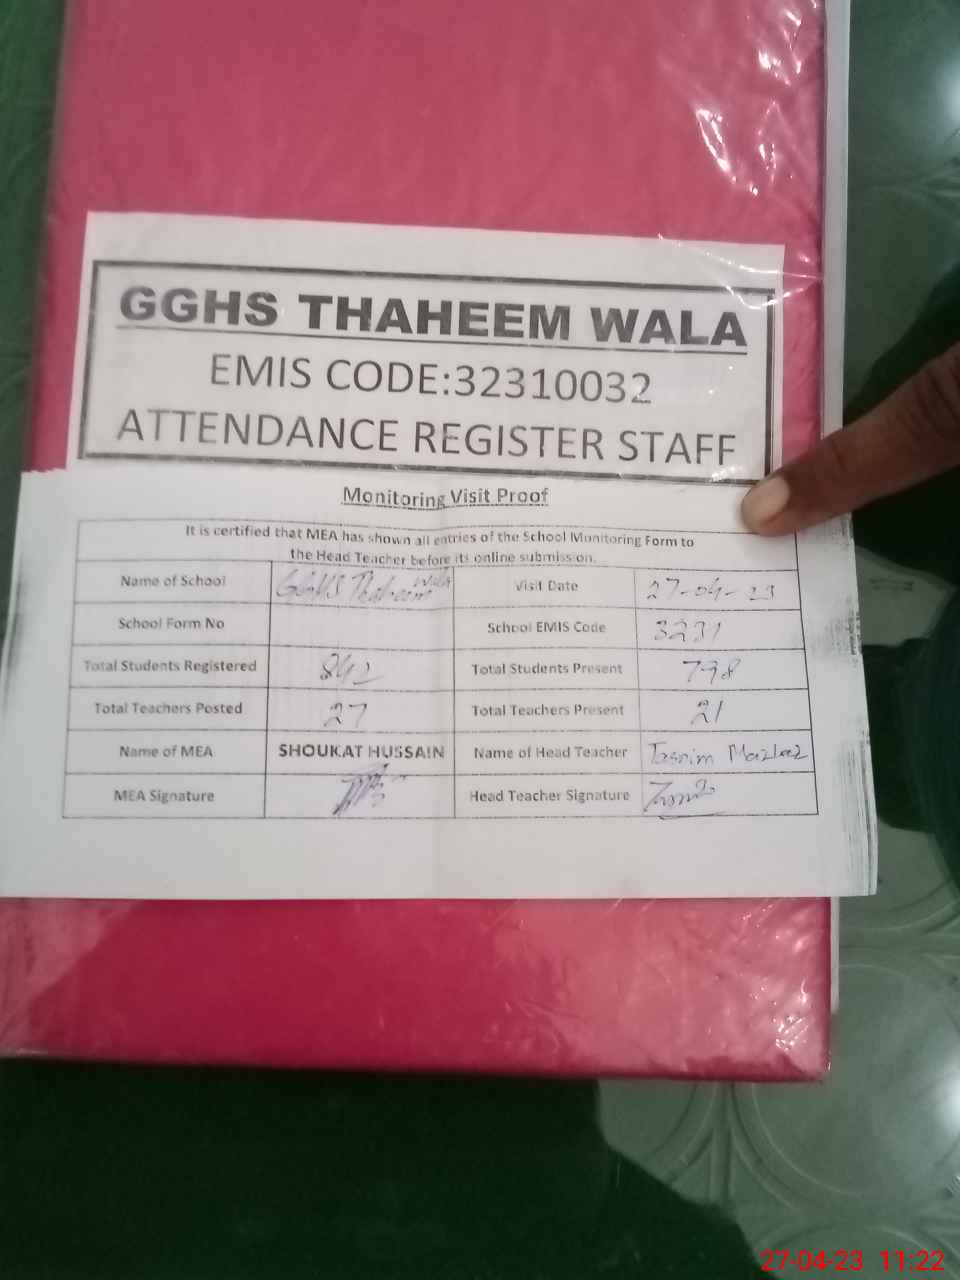 GGHS THAHEEM WALA
EMIS CODE:32310032
ATTENDANCE REGISTER STAFF
Monitoring Visit Proof
It is certified that MEA has shown all entries of the School Monitoring Form to
the Head Teacher before its online submission.
Name of School GGHS Thaheem Wala Visit Date 27-04-23
School Form No School EMIS Code 3231
Total Students Registered 842 Total Students Present 798
Total Teachers Posted 27 Total Teachers Present 21
Name of MEA SHOUKAT HUSSAIN Name of Head Teacher Tasnim
MEA Signature Head Teacher Signature
27-04-23 11:22